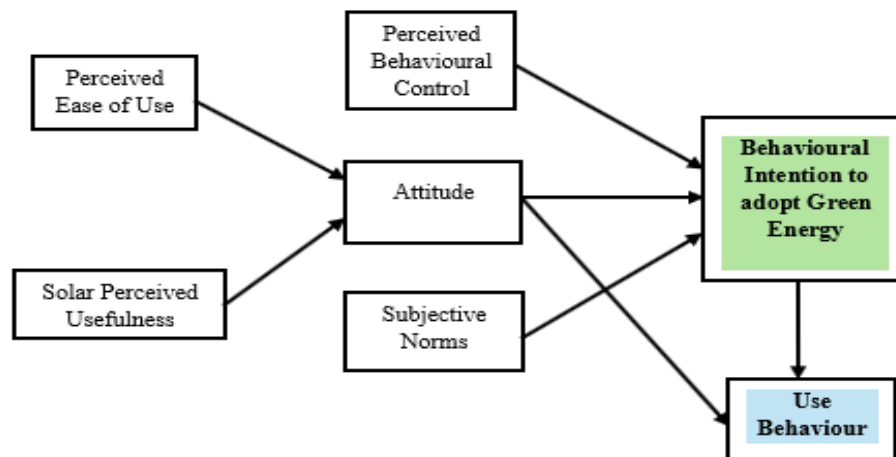 Perceived
Ease of Use
Perceived
Behavioural
Control
Behavioural
Intention to
adopt Green
Energy
Attitude
Solar Perceived
Usefulness
Subjective
Norms
Use
Behaviour